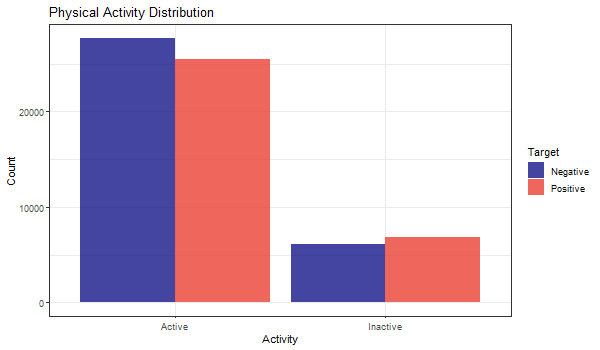 Physical Activity Distribution
Count
20000
10000
0
Active
Inactive
Activity
Target
Negative
Positive